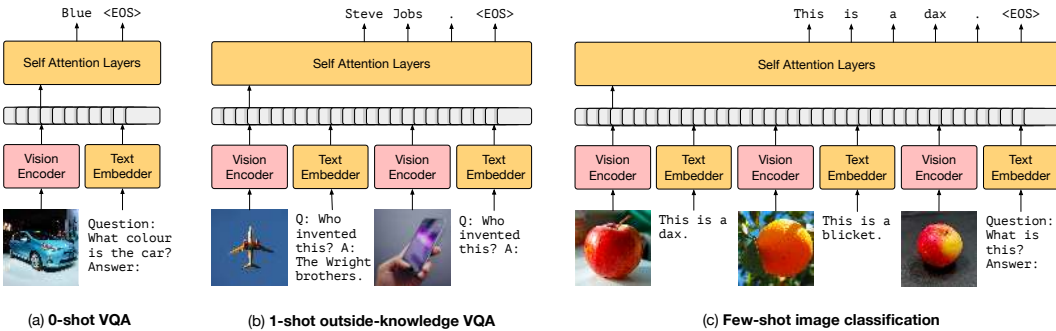 Blue <EOS>
Self Attention Layers
Vision
Encoder
Text
Embedder
Question:
What colour
is the car?
Answer:
(a) 0-shot VQA
Steve Jobs . <EOS>
Self Attention Layers
Vision
Encoder
Text
Embedder
Vision
Encoder
Text
Embedder
Q: Who
invented
this? A:
The Wright
brothers.
Q: Who
invented
this? A:
(b) 1-shot outside-knowledge VQA
This is a dax . <EOS>
Self Attention Layers
Vision
Encoder
Text
Embedder
Vision
Encoder
Text
Embedder
Vision
Encoder
Text
Embedder
This is a
dax.
This is a
blicket.
Question:
What is
this?
Answer:
(c) Few-shot image classification